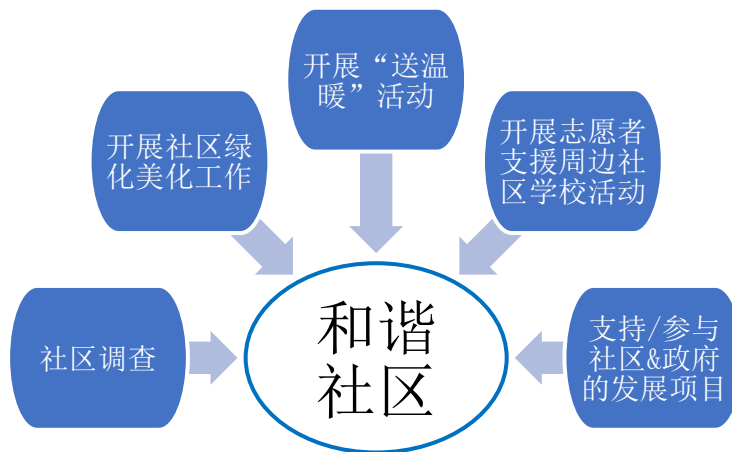 开展“送温
暖”活动
开展社区绿
化美化工作
开展志愿者
支援周边社
区学校活动
社区调查
和谐
社区
支持/参与
社区&政府
的发展项目